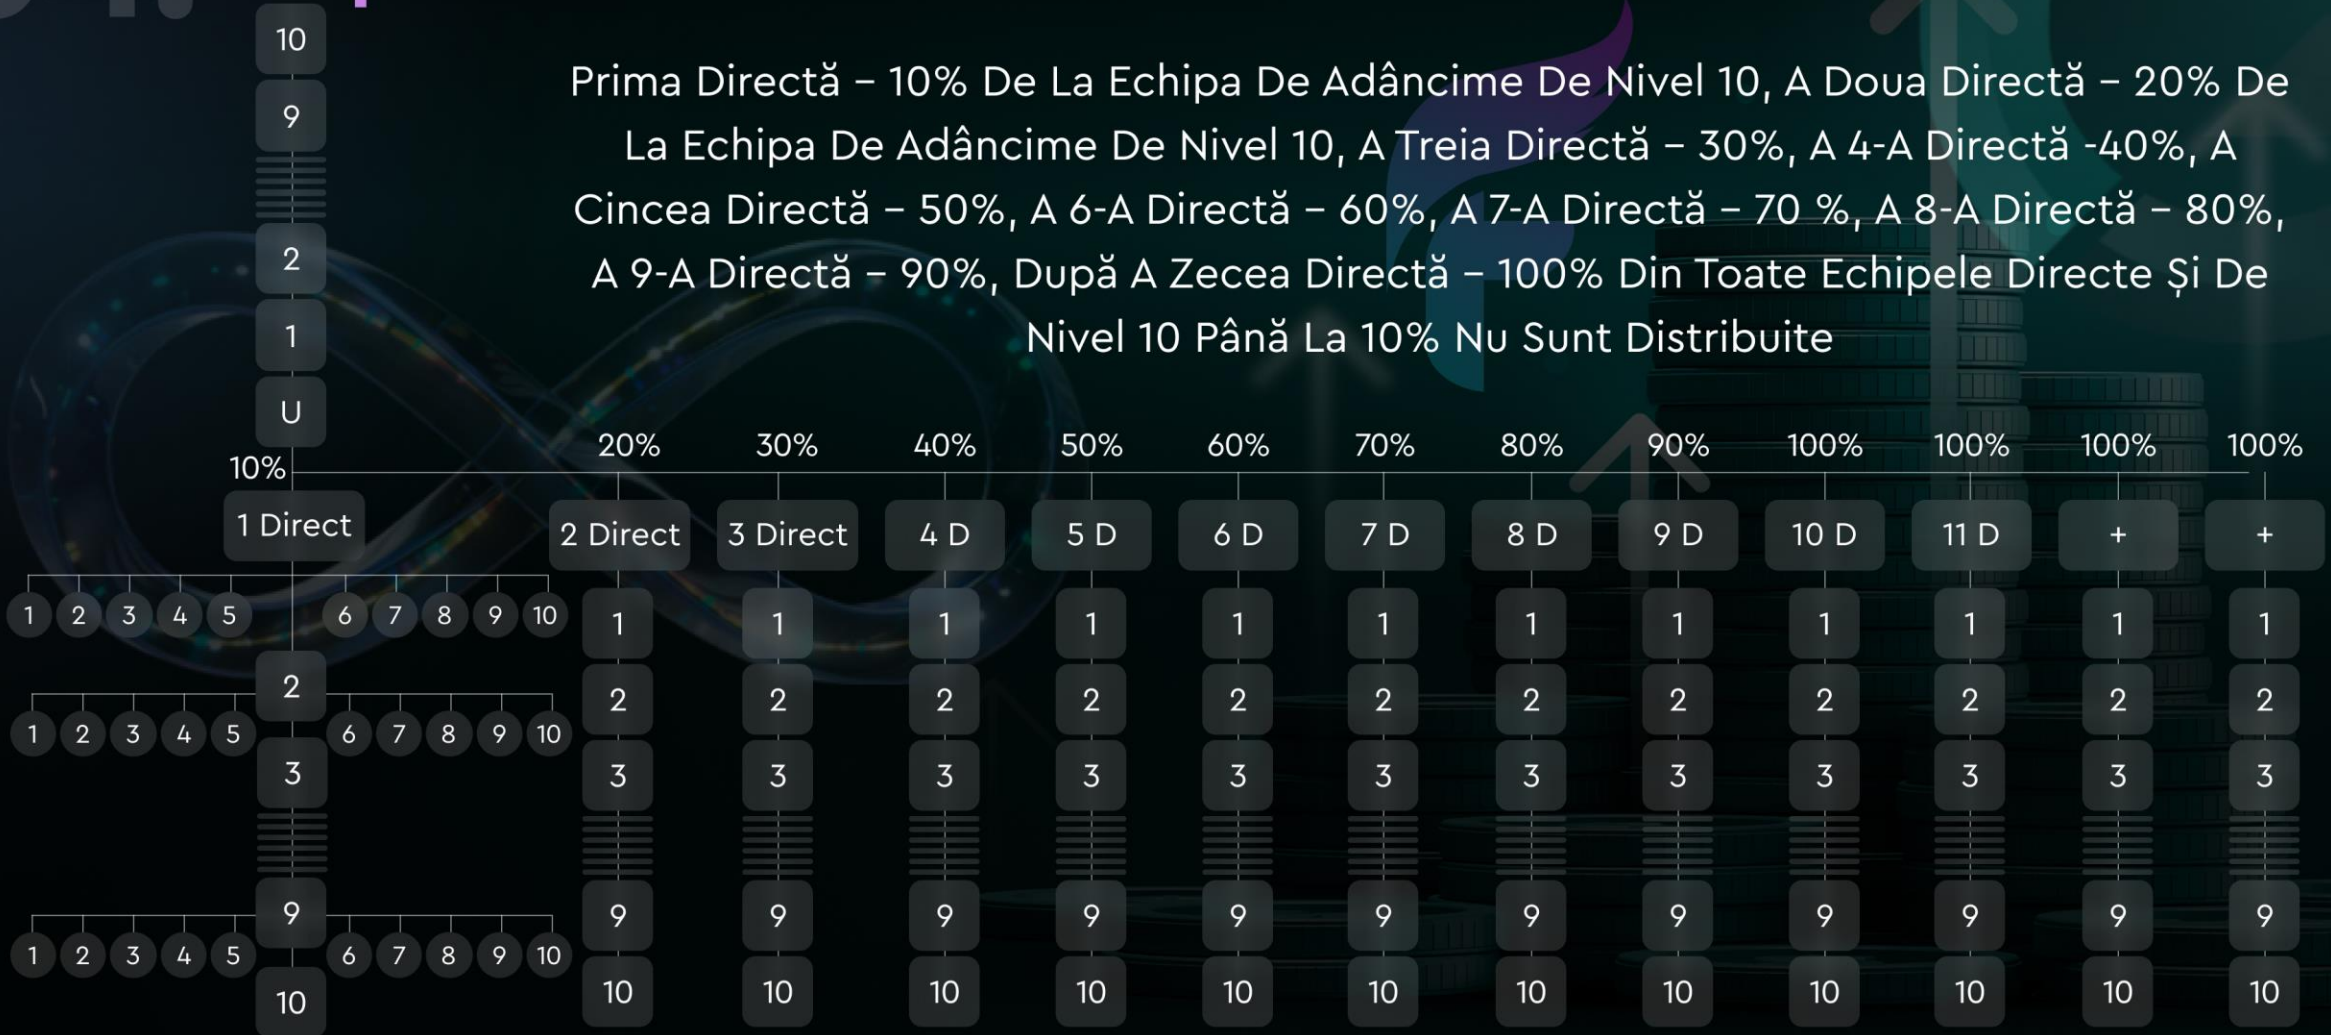 10
9
Prima Directă – 10% De La Echipa De Adâncime De Nivel 10, A Doua Directă – 20% De
La Echipa De Adâncime De Nivel 10, A Treia Directă – 30%, A 4-A Directă -40%, A
Cincea Directă – 50%, A 6-A Directă – 60%, A 7-A Directă – 70 %, A 8-A Directă – 80%,
A 9-A Directă – 90%, După A Zecea Directă – 100% Din Toate Echipele Directe Și De
Nivel 10 Până La 10% Nu Sunt Distribuite
2
1
U
10% 20% 30% 40% 50% 60% 70% 80% 90% 100% 100% 100% 100%
1 Direct 2 Direct 3 Direct 4 D 5 D 6 D 7 D 8 D 9 D 10 D 11 D + +
1 2 3 4 5 6 7 8 9 10 1 1 1 1 1 1 1 1 1 1 1 1
2 2 2 2 2 2 2 2 2 2 2 2 2
1 2 3 4 5 6 7 8 9 10
3 3 3 3 3 3 3 3 3 3 3 3 3
9 9 9 9 9 9 9 9 9 9 9 9 9
1 2 3 4 5 6 7 8 9 10
10 10 10 10 10 10 10 10 10 10 10 10 10